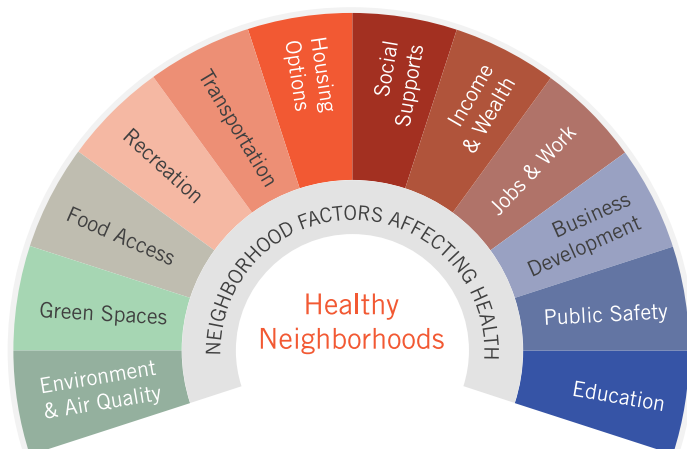 Environment
& Air Quality
Green Spaces
Food Access
Recreation
Transportation
Housing
Options
Social
Supports
Income
& Wealth
Jobs & Work
Business
Development
Public Safety
Education
NEIGHBORHOOD FACTORS AFFECTING HEALTH
Healthy
Neighborhoods